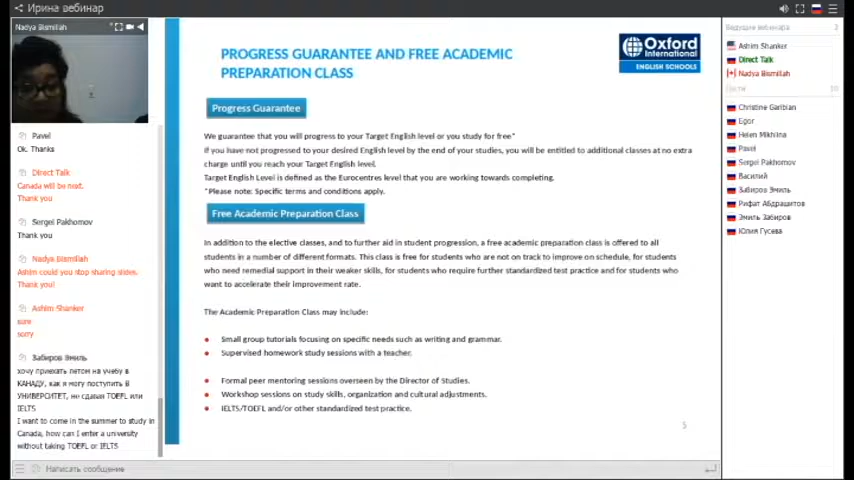 Ирина вебинар
Nadya Bismillah
Pavel
Ok. Thanks
Direct Talk
Canada will be next.
Thank you
Sergei Pakhomov
Thank you
Nadya Bismillah
Ashim could you stop sharing slides.
Thank you!
Ashim Shanker
sure
sorry
Забиров Эмиль
хочу приехать летом на учебу в
КАНАДУ, как я могу поступить В
УНИВЕРСИТЕТ, не сдавая TOEFL или
IELTS
I want to come in the summer to study in
Canada, how can I enter a university
without taking TOEFL or IELTS
Написать сообщение
PROGRESS GUARANTEE AND FREE ACADEMIC
PREPARATION CLASS
Oxford
International
ENGLISH SCHOOLS
Progress Guarantee
We guarantee that you will progress to your Target English level or you study for free*
If you have not progressed to your desired English level by the end of your studies, you will be entitled to additional classes at no extra
charge until you reach your Target English level.
Target English Level is defined as the Eurocentres level that you are working towards completing.
*Please note: Specific terms and conditions apply.
Free Academic Preparation Class
In addition to the elective classes, and to further aid in student progression, a free academic preparation class is offered to all
students in a number of different formats. This class is free for students who are not on track to improve on schedule, for students
who need remedial support in their weaker skills, for students who require further standardized test practice and for students who
want to accelerate their improvement rate.
The Academic Preparation Class may include:
Small group tutorials focusing on specific needs such as writing and grammar.
Supervised homework study sessions with a teacher.
Formal peer mentoring sessions overseen by the Director of Studies.
Workshop sessions on study skills, organization and cultural adjustments.
IELTS/TOEFL and/or other standardized test practice.
5
Ведущие вебинара 3
Ashim Shanker
Direct Talk
Nadya Bismillah
Гости 10
Christine Garibian
Egor
Helen Mikhlina
Pavel
Sergei Pakhomov
Василий
Забиров Эмиль
Рифат Абдрашитов
Эмиль Забиров
Юлия Гусева